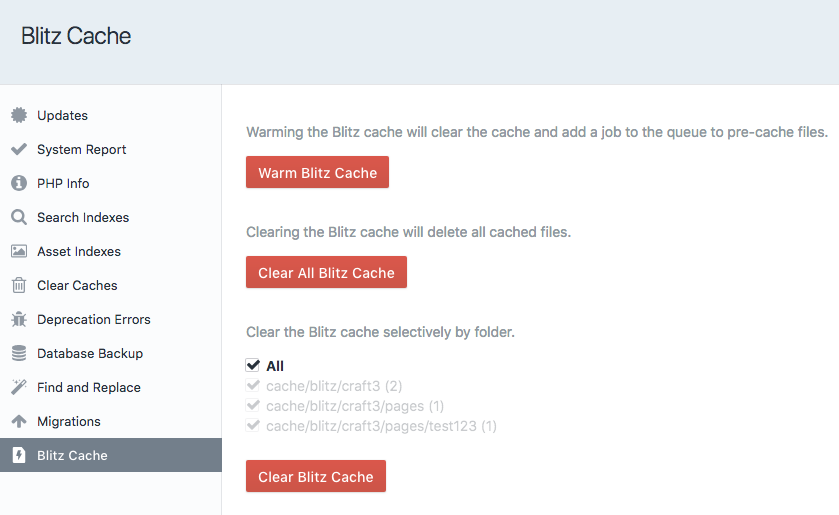 Blitz Cache
Updates
System Report
PHP Info
Search Indexes
Asset Indexes
Clear Caches
Deprecation Errors
Database Backup
Find and Replace
Migrations
Blitz Cache
Warming the Blitz cache will clear the cache and add a job to the queue to pre-cache files.
Warm Blitz Cache
Clearing the Blitz cache will delete all cached files.
Clear All Blitz Cache
Clear the Blitz cache selectively by folder.
All
cache/blitz/craft3 (2)
cache/blitz/craft3/pages (1)
cache/blitz/craft3/pages/test123 (1)
Clear Blitz Cache